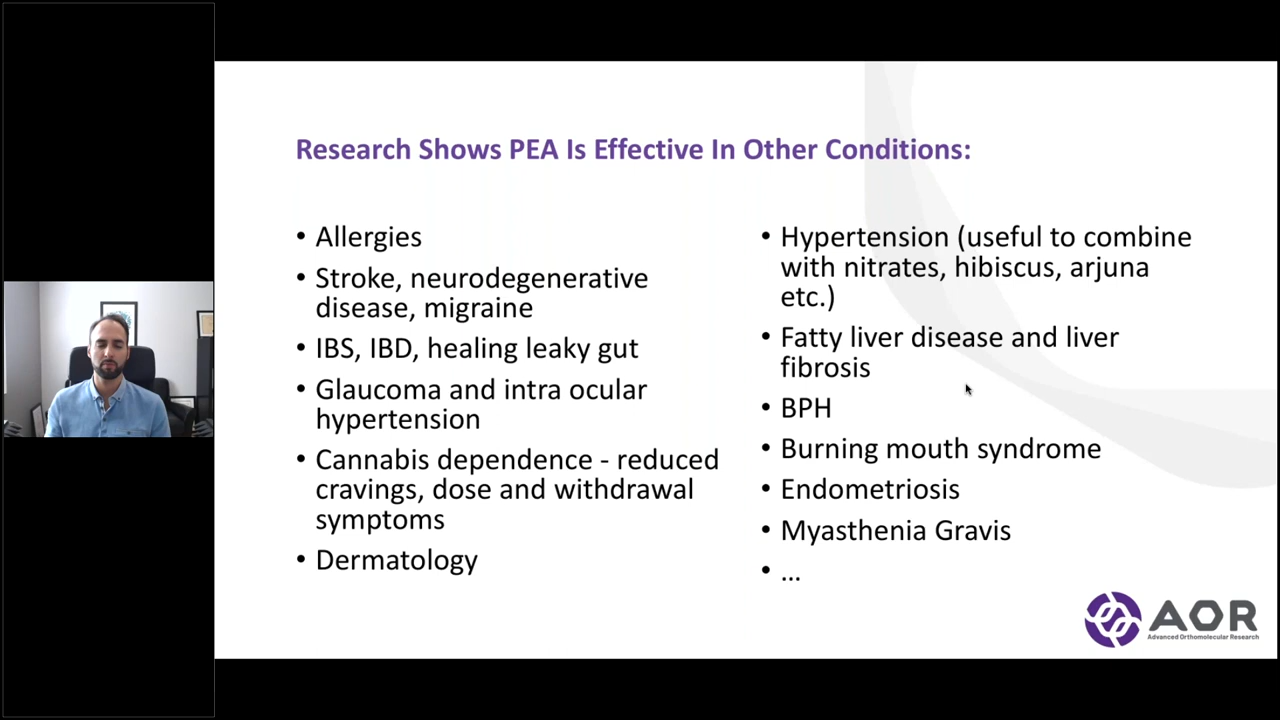 Research Shows PEA Is Effective In Other Conditions:
• Allergies
• Stroke, neurodegenerative
disease, migraine
• IBS, IBD, healing leaky gut
• Glaucoma and intra ocular
hypertension
• Cannabis dependence - reduced
cravings, dose and withdrawal
symptoms
• Dermatology
• Hypertension (useful to combine
with nitrates, hibiscus, arjuna
etc.)
• Fatty liver disease and liver
fibrosis
• BPH
• Burning mouth syndrome
• Endometriosis
• Myasthenia Gravis
• ...
AOR
Advanced Orthomolecular Research